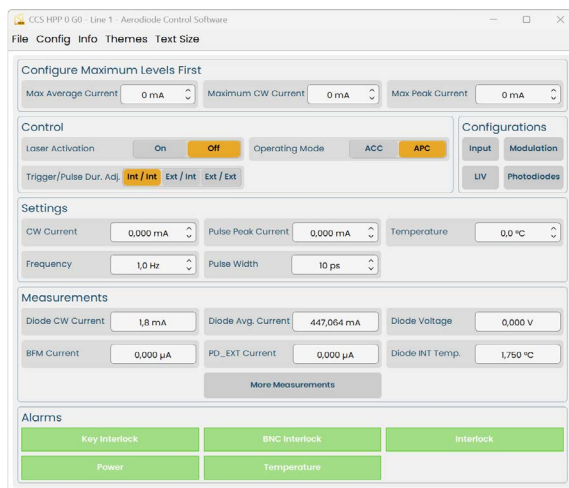 CCS HPP 0 G0 - Line 1 - Aerodiode Control Software
File Config Info Themes Text Size
Configure Maximum Levels First
Max Average Current 0 mA Maximum CW Current 0 mA Max Peak Current 0 mA
Control
Laser Activation On Off Operating Mode ACC APC
Trigger/Pulse Dur. Adj. Int / Int Ext / Int Ext / Ext
Configurations
Input Modulation
LIV Photodiodes
Settings
CW Current 0,000 mA Pulse Peak Current 0,000 mA Temperature 0,0 ºC
Frequency 1,0 Hz Pulse Width 10 ps
Measurements
Diode CW Current 1,8 mA Diode Avg. Current 447,064 mA Diode Voltage 0,000 V
BFM Current 0,000 µA PD_EXT Current 0,000 µA Diode INT Temp. 1,750 ºC
More Measurements
Alarms
Key Interlock BNC Interlock Interlock
Power Temperature